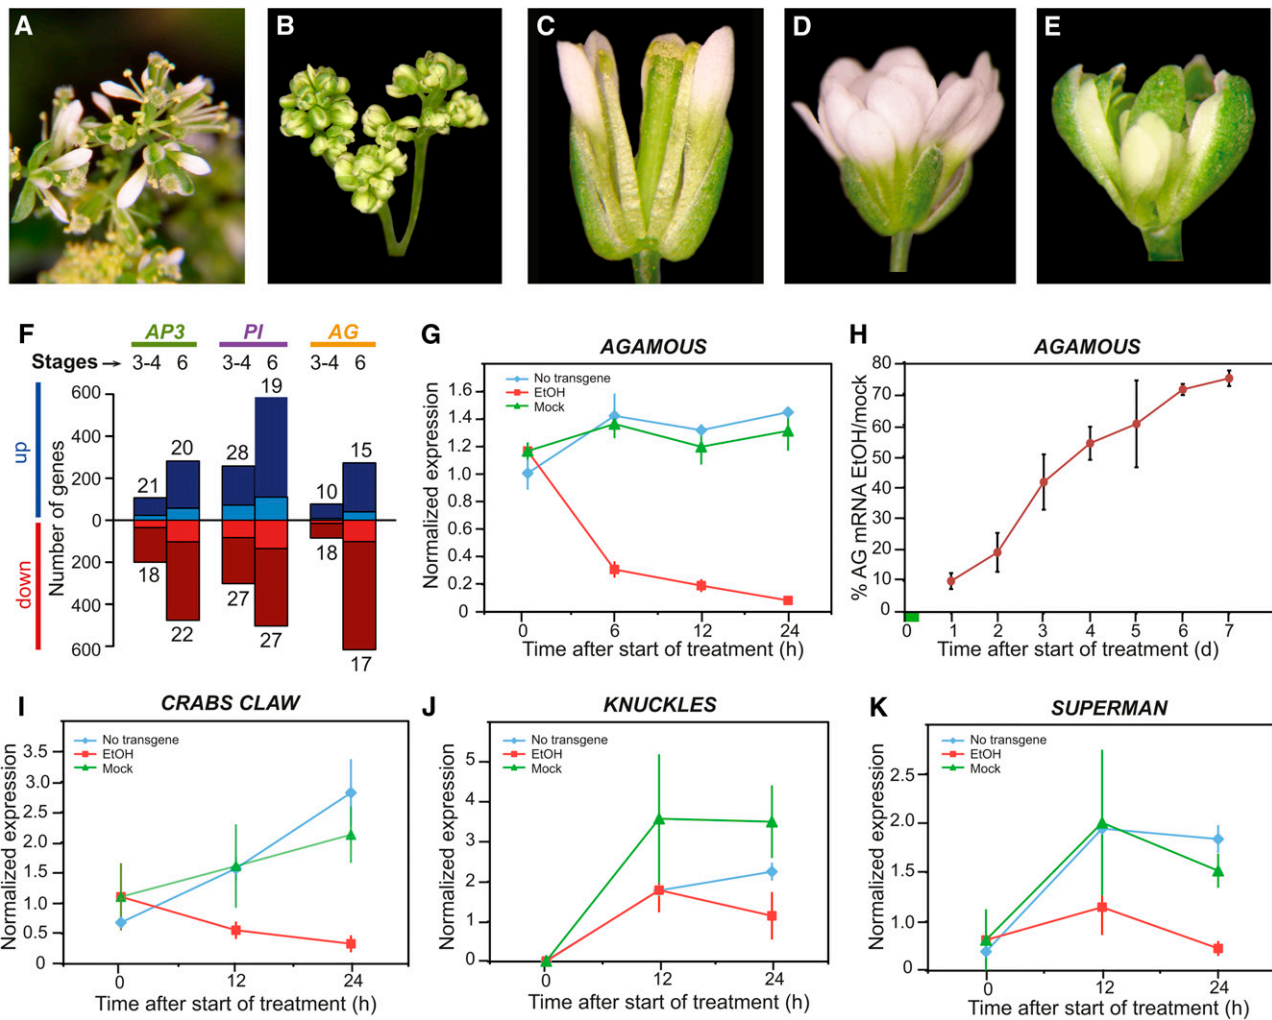 A
B
C
D
E
F
AP3 PI AG
Stages → 3-4 6 3-4 6 3-4 6
up
down
Number of genes
600
400
200
0
200
400
600
21 20 28 19 10 15
18 22 27 27 18 17
G
AGAMOUS
Normalized expression
1.6
1.4
1.2
1.0
0.8
0.6
0.4
0.2
0
No transgene
EtOH
Mock
0 6 12 24
Time after start of treatment (h)
H
AGAMOUS
% AG mRNA EtOH/mock
80
70
60
50
40
30
20
10
0
0 1 2 3 4 5 6 7
Time after start of treatment (d)
I
CRABS CLAW
Normalized expression
3.5
3.0
2.5
2.0
1.5
1.0
0.5
0
No transgene
EtOH
Mock
0 12 24
Time after start of treatment (h)
J
KNUCKLES
Normalized expression
5
4
3
2
1
0
No transgene
EtOH
Mock
0 12 24
Time after start of treatment (h)
K
SUPERMAN
Normalized expression
2.5
2.0
1.5
1.0
0
No transgene
EtOH
Mock
0 12 24
Time after start of treatment (h)